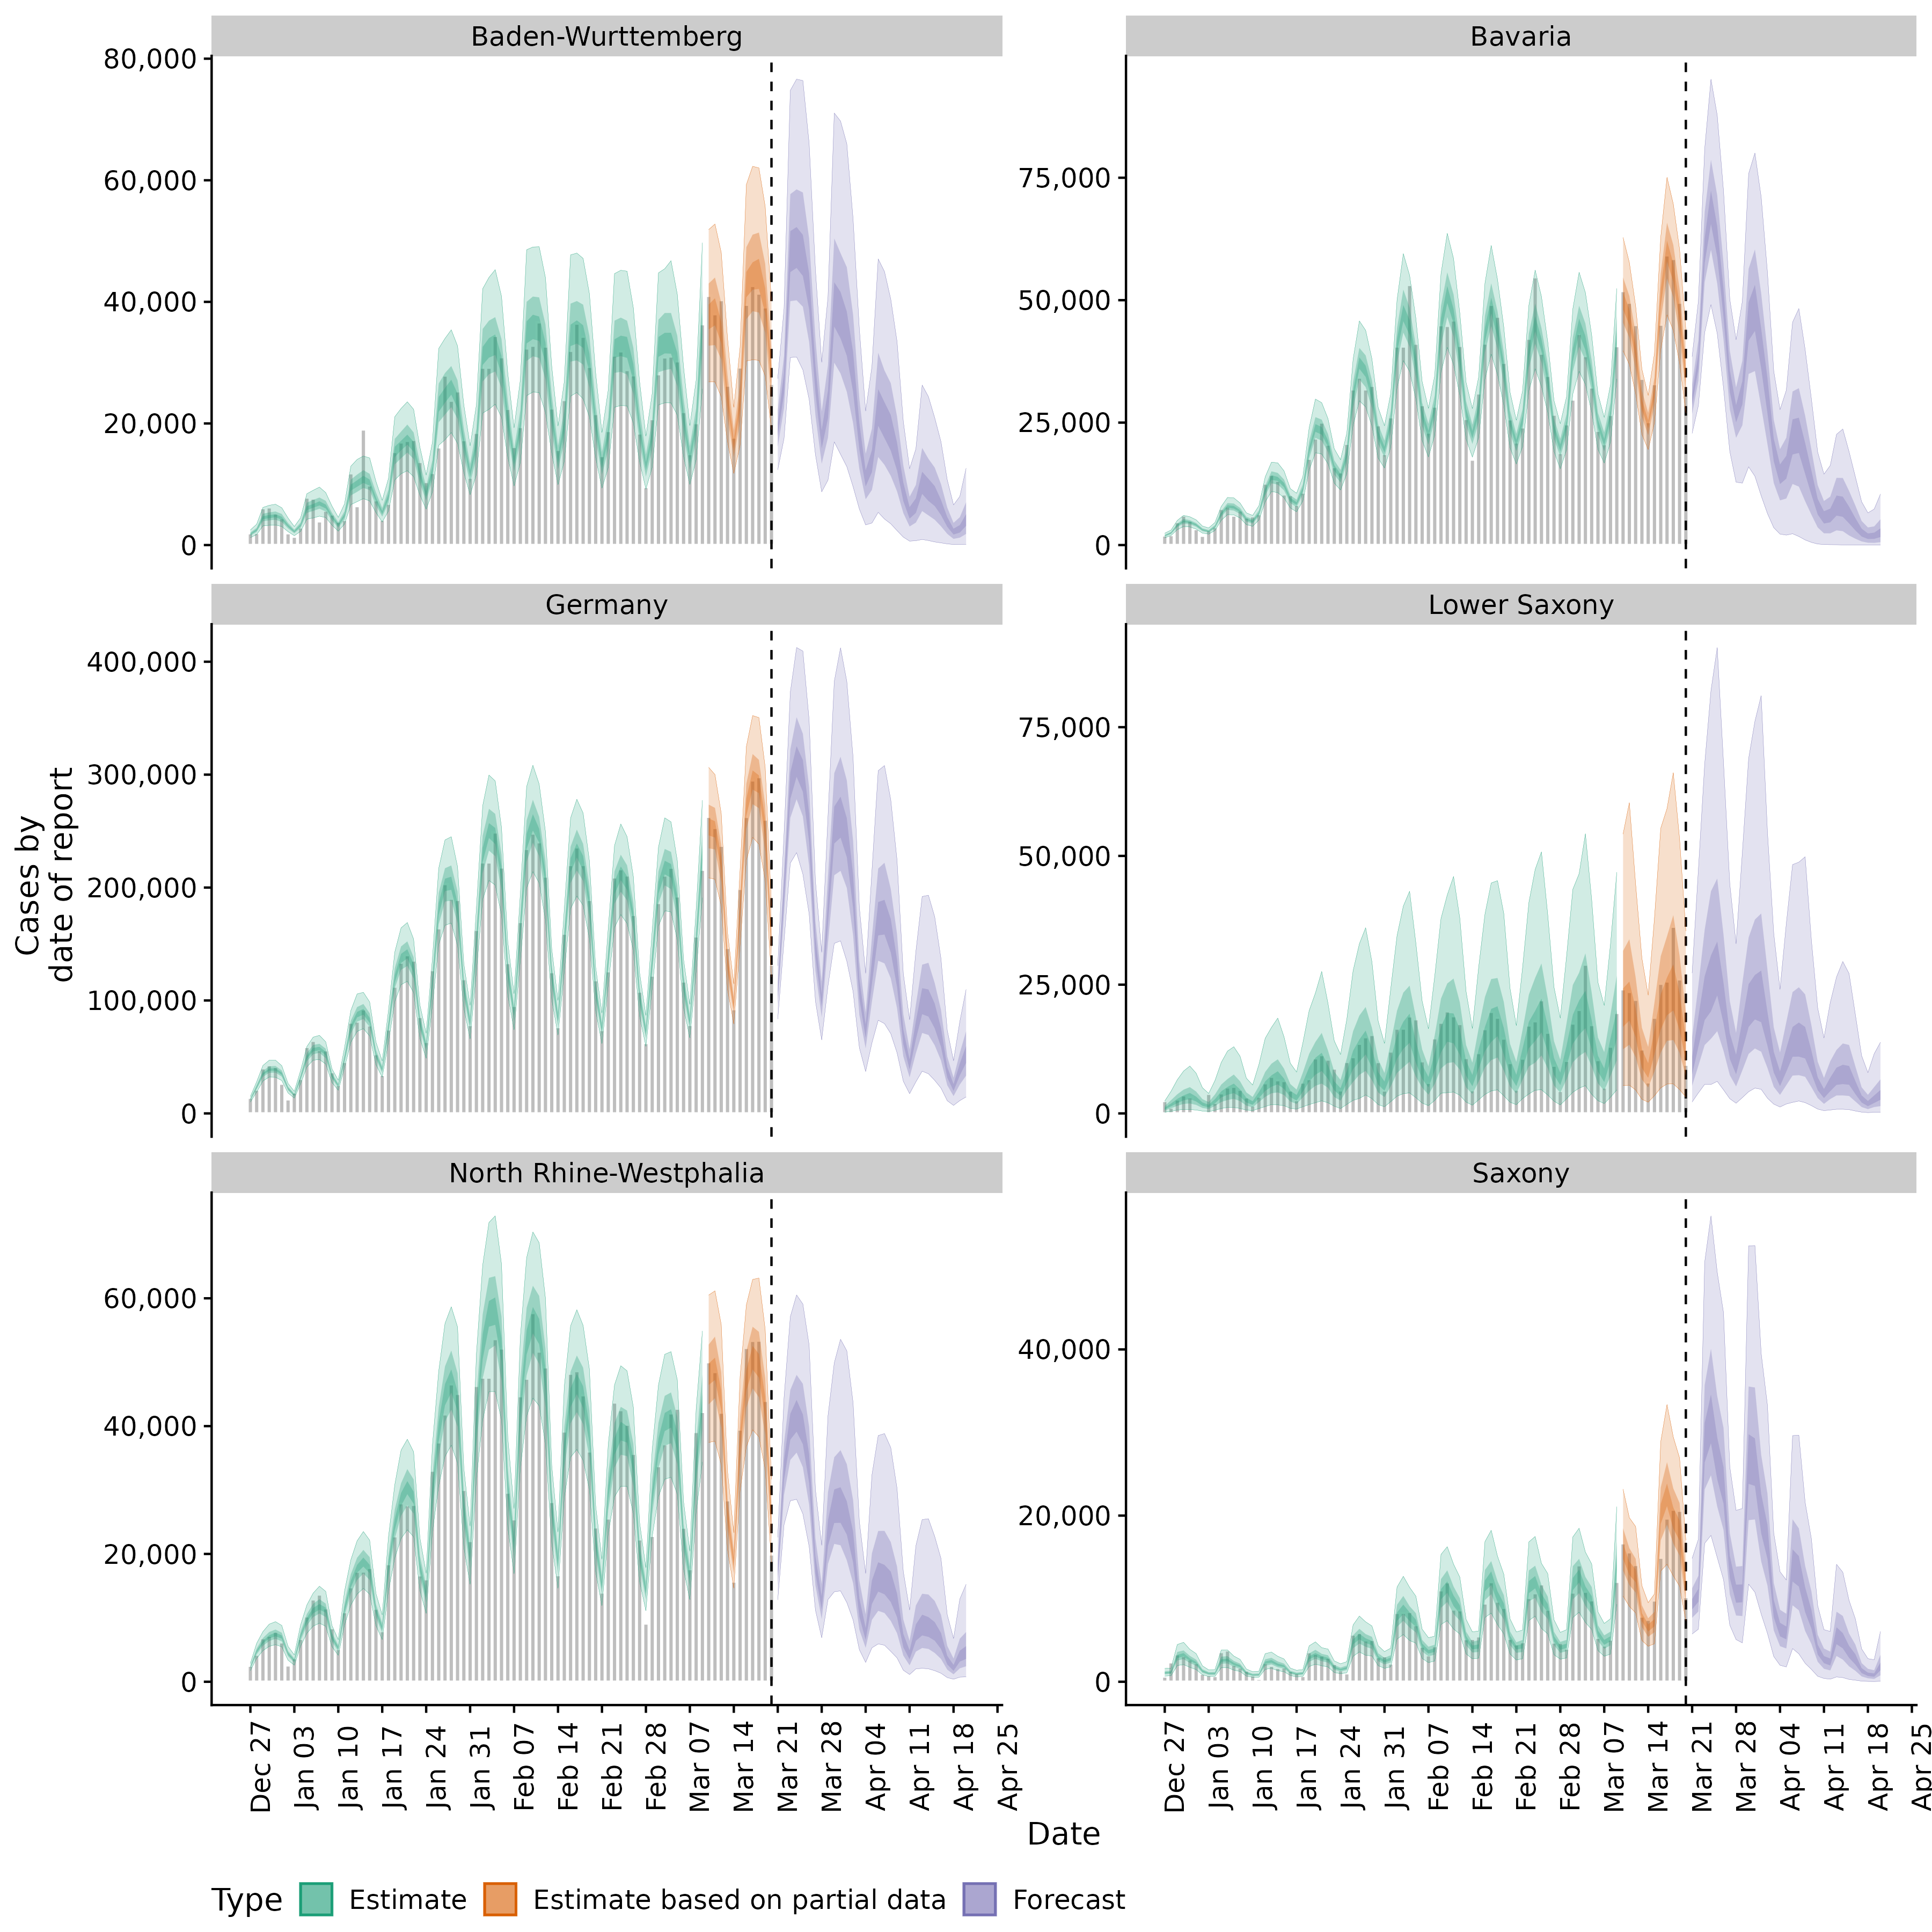 Baden-Wurttemberg
Bavaria
80,000
60,000
40,000
20,000
0
75,000
50,000
25,000
0
Germany
Lower Saxony
400,000
300,000
200,000
100,000
0
75,000
50,000
25,000
0
Cases by
date of report
North Rhine-Westphalia
Saxony
60,000
40,000
20,000
0
40,000
20,000
0
Dec 27
Jan 03
Jan 10
Jan 17
Jan 24
Jan 31
Feb 07
Feb 14
Feb 21
Feb 28
Mar 07
Mar 14
Mar 21
Mar 28
Apr 04
Apr 11
Apr 18
Apr 25
Dec 27
Jan 03
Jan 10
Jan 17
Jan 24
Jan 31
Feb 07
Feb 14
Feb 21
Feb 28
Mar 07
Mar 14
Mar 21
Mar 28
Apr 04
Apr 11
Apr 18
Apr 25
Date
Type Estimate Estimate based on partial data Forecast